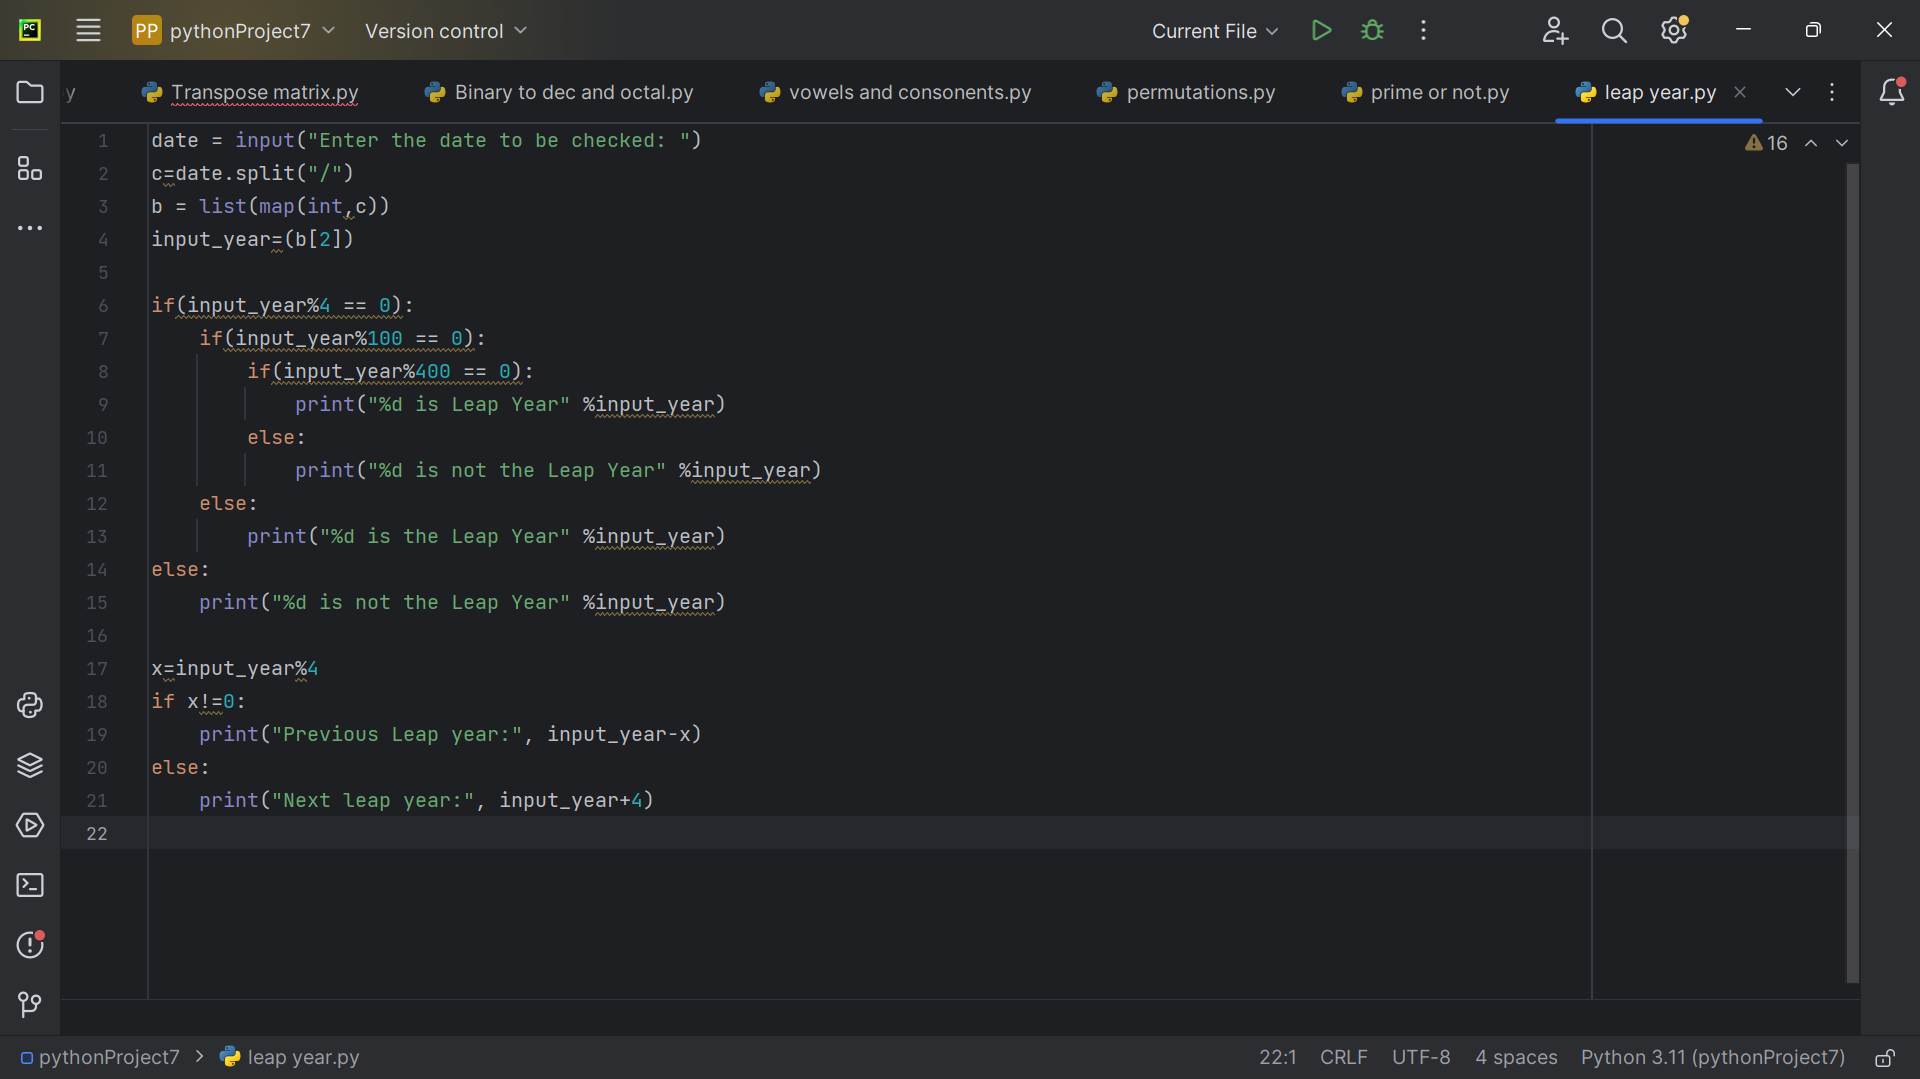 PC
PP pythonProject7 Version control Current File
y Transpose matrix.py Binary to dec and octal.py vowels and consonents.py permutations.py prime or not.py leap year.py
16
1 date = input("Enter the date to be checked: ")
2 c=date.split("/")
3 b = list(map(int,c))
4 input_year=(b[2])
5
6 if(input_year%4 == 0):
7     if(input_year%100 == 0):
8         if(input_year%400 == 0):
9             print("%d is Leap Year" %input_year)
10         else:
11             print("%d is not the Leap Year" %input_year)
12     else:
13         print("%d is the Leap Year" %input_year)
14 else:
15     print("%d is not the Leap Year" %input_year)
16
17 x=input_year%4
18 if x!=0:
19     print("Previous Leap year:", input_year-x)
20 else:
21     print("Next leap year:", input_year+4)
22
pythonProject7 > leap year.py 22:1 CRLF UTF-8 4 spaces Python 3.11 (pythonProject7)